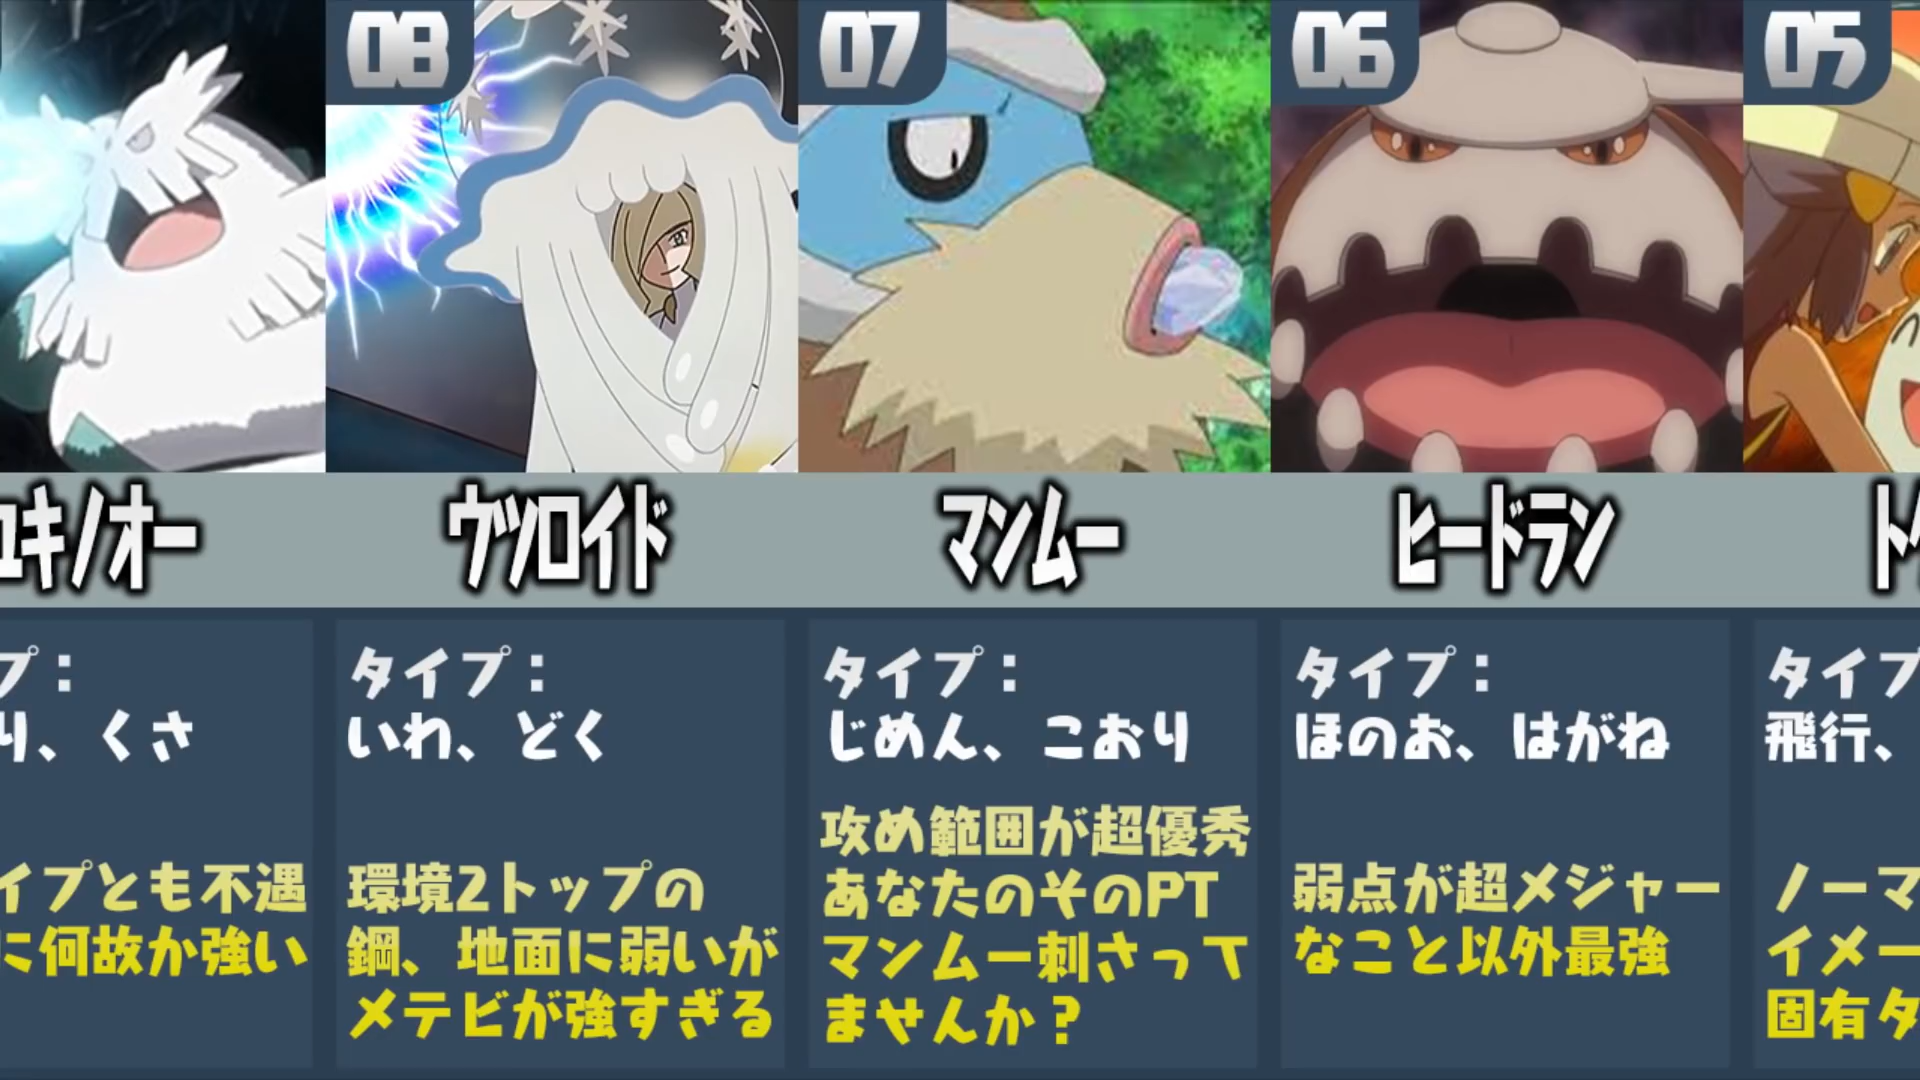 ユキノオー
プ：
り、くさ
イプとも不遇
に何故か強い
08
ウツロイド
タイプ：
いわ、どく
環境2トップの
鋼、地面に弱いが
メテビが強すぎる
07
マンムー
タイプ：
じめん、こおり
攻め範囲が超優秀
あなたのそのPT
マンムー刺さって
ませんか？
06
ヒードラン
タイプ：
ほのお、はがね
弱点が超メジャー
なこと以外最強
05
トゲ
タイプ
飛行、
ノーマ
イメー
固有タ